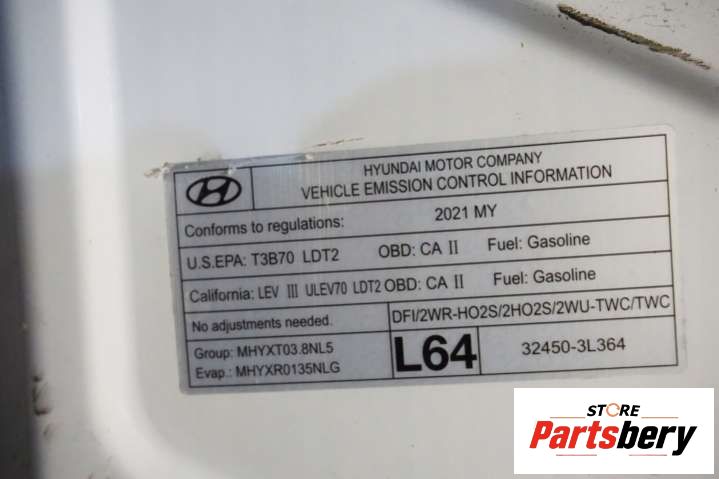 HYUNDAI MOTOR COMPANY
VEHICLE EMISSION CONTROL INFORMATION
Conforms to regulations: 2021 MY
U.S.EPA: T3B70 LDT2 OBD: CA II Fuel: Gasoline
California: LEV III ULEV70 LDT2 OBD: CA II Fuel: Gasoline
No adjustments needed. DFI/2WR-HO2S/2HO2S/2WU-TWC/TWC
Group: MHYXT03.8NL5
Evap.: MHYXR0135NLG
L64 32450-3L364
STORE
Partsbery